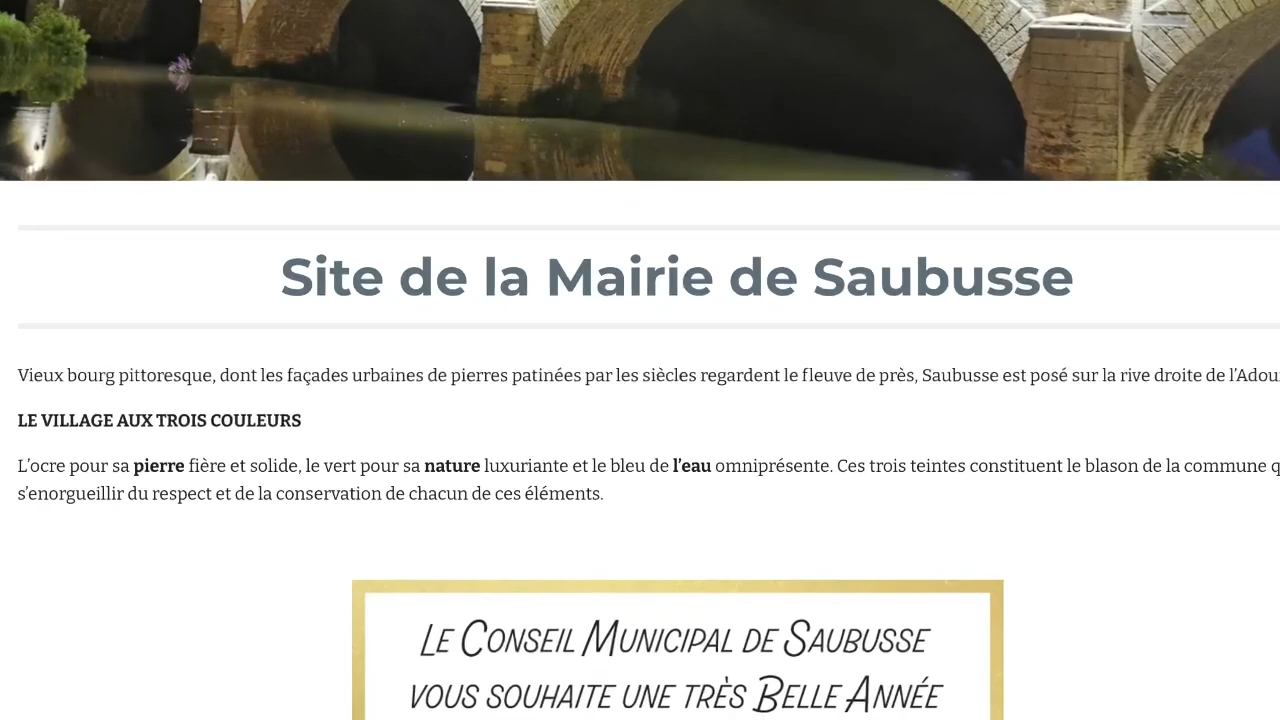 Site de la Mairie de Saubusse
Vieux bourg pittoresque, dont les façades urbaines de pierres patinées par les siècles regardent le fleuve de près, Saubusse est posé sur la rive droite de l’Adou
LE VILLAGE AUX TROIS COULEURS
L’ocre pour sa pierre fière et solide, le vert pour sa nature luxuriante et le bleu de l’eau omniprésente. Ces trois teintes constituent le blason de la commune q
s’enorgueillir du respect et de la conservation de chacun de ces éléments.
LE CONSEIL MUNICIPAL DE SAUBUSSE
VOUS SOUHAITE UNE TRÈS BELLE ANNÉE